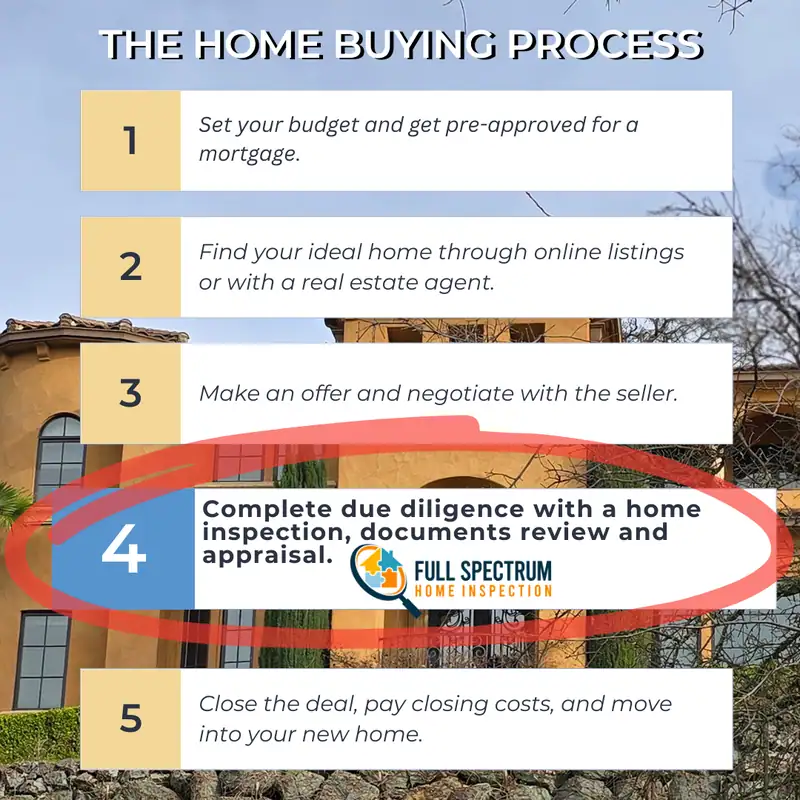 THE HOME BUYING PROCESS
1
Set your budget and get pre-approved for a
mortgage.
2
Find your ideal home through online listings
or with a real estate agent.
3
Make an offer and negotiate with the seller.
4
Complete due diligence with a home
inspection, documents review and
appraisal.
FULL SPECTRUM
HOME INSPECTION
5
Close the deal, pay closing costs, and move
into your new home.